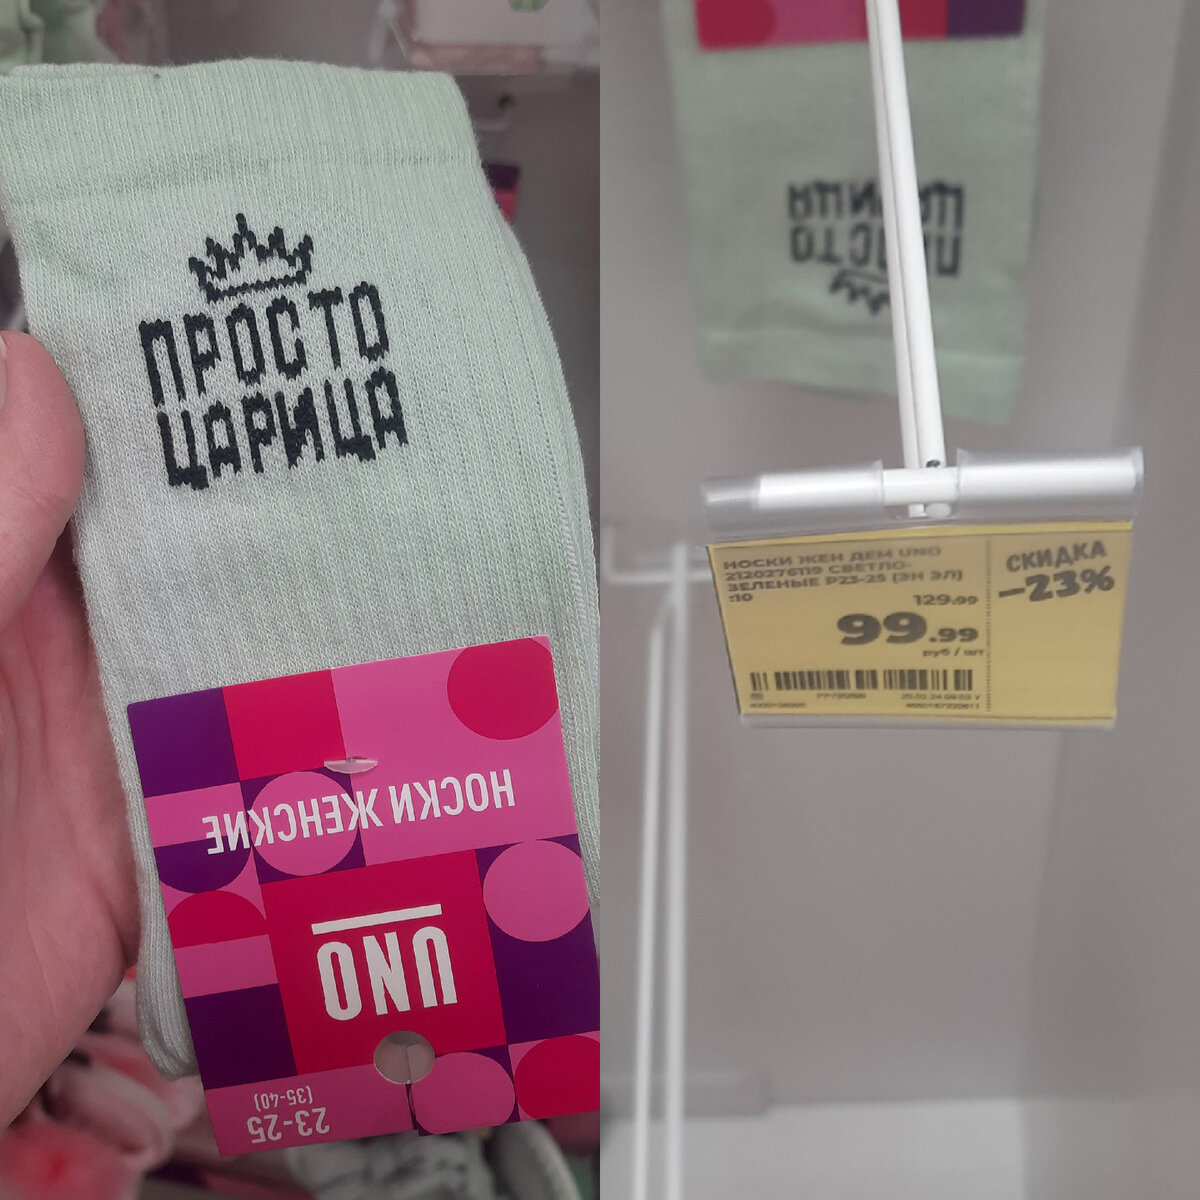 ПРОСТО
ЦАРИЦА
НОСКИ ЖЕНСКИЕ
UNO
23-25
(35-40)
ПРОСТО
ЦАРИЦА
НОСКИ ЖЕН ДЕМ UNO
2120276119 СВЕТЛО-
ЗЕЛЕНЫЕ Р23-25 (ЭН ЭЛ)
:10
129.99
99.99
руб / шт
СКИДКА
-23%